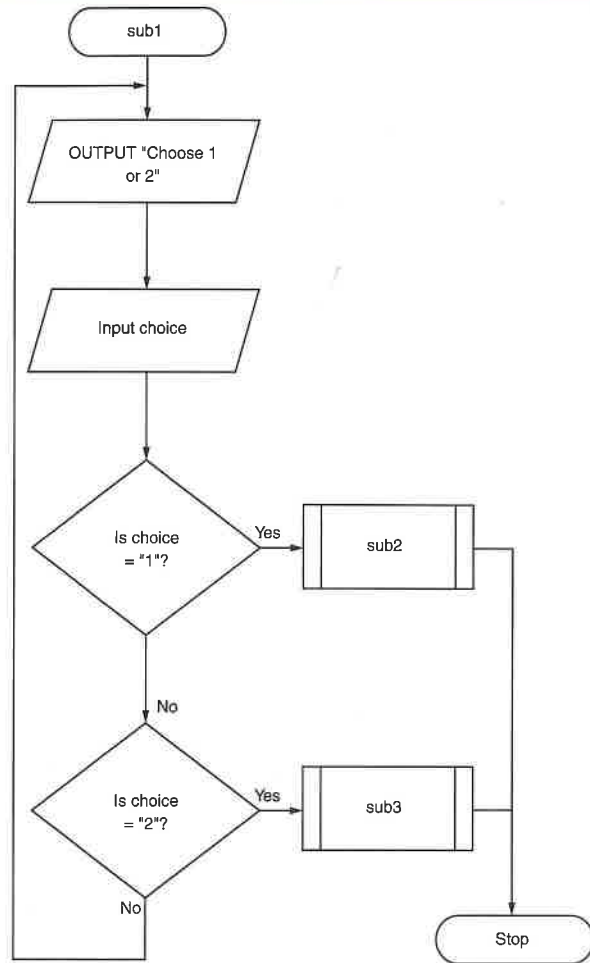 sub1
OUTPUT "Choose 1
or 2"
Input choice
Is choice
= "1"?
Yes
sub2
No
Is choice
= "2"?
Yes
sub3
No
Stop